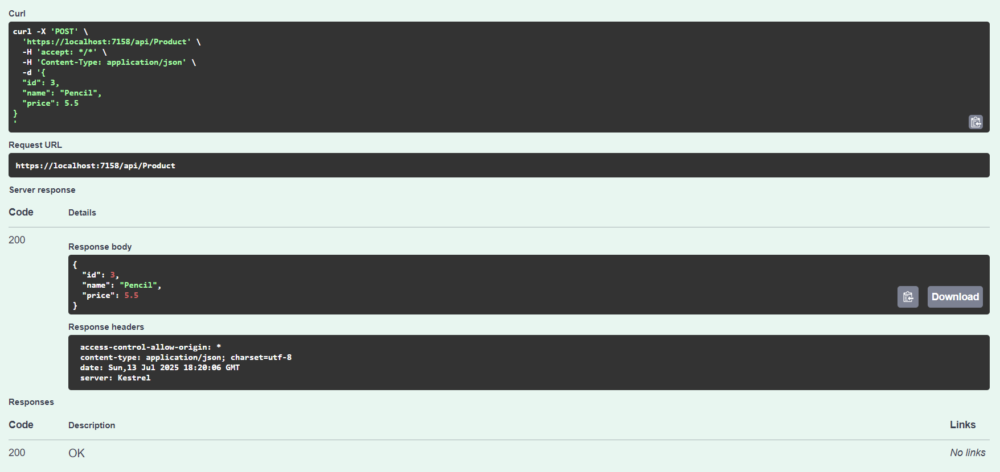 Curl
curl -X 'POST' \
  'https://localhost:7158/api/Product' \
  -H 'accept: */*' \
  -H 'Content-Type: application/json' \
  -d '{
  "id": 3,
  "name": "Pencil",
  "price": 5.5
}
'
Request URL
https://localhost:7158/api/Product
Server response
Code Details
200
Response body
{
  "id": 3,
  "name": "Pencil",
  "price": 5.5
}
Download
Response headers
access-control-allow-origin: *
content-type: application/json; charset=utf-8
date: Sun,13 Jul 2025 18:20:06 GMT
server: Kestrel
Responses
Code Description Links
200 OK No links